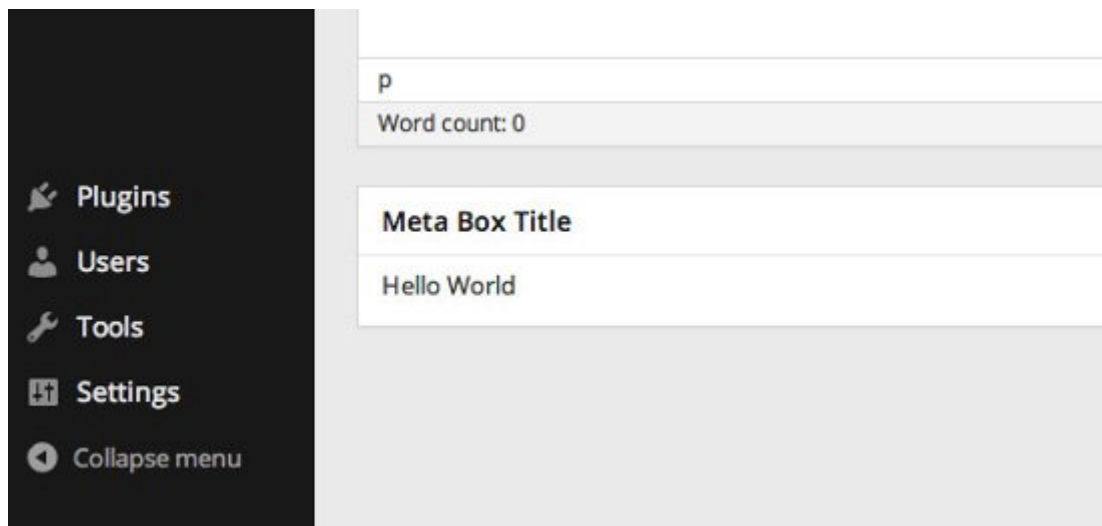 Plugins
Users
Tools
Settings
Collapse menu
p
Word count: 0
Meta Box Title
Hello World